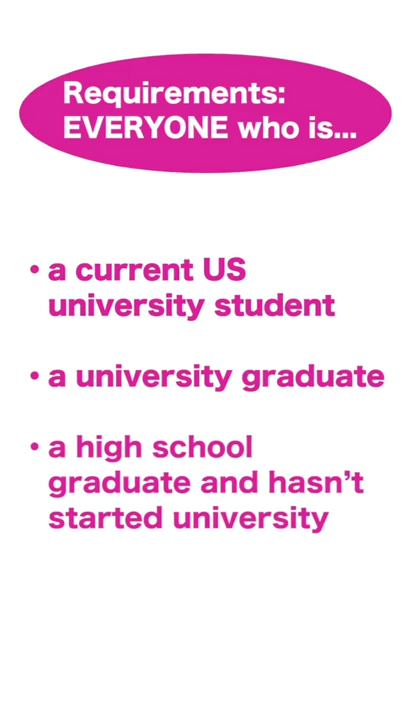 Requirements:
EVERYONE who is...
• a current US
university student
• a university graduate
• a high school
graduate and hasn’t
started university